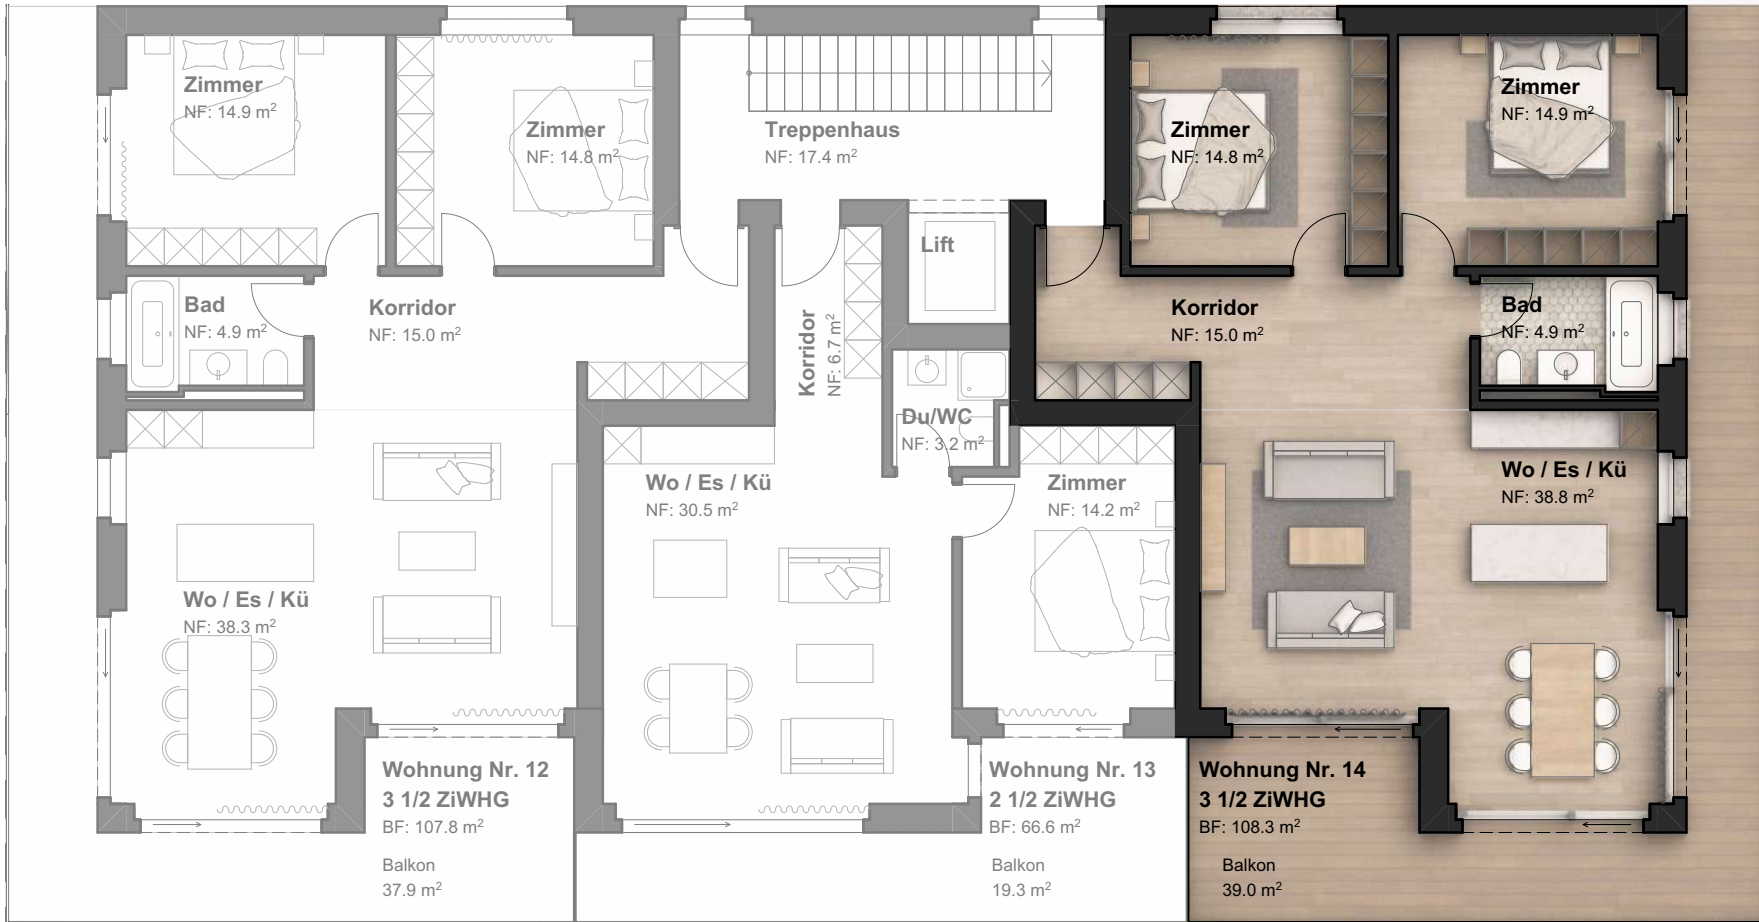 Zimmer
NF: 14.9 m²
Zimmer
NF: 14.8 m²
Treppenhaus
NF: 17.4 m²
Zimmer
NF: 14.8 m²
Zimmer
NF: 14.9 m²
Lift
Bad
NF: 4.9 m²
Korridor
NF: 15.0 m²
Korridor
NF: 6.7 m²
Korridor
NF: 15.0 m²
Bad
NF: 4.9 m²
Du/WC
NF: 3.2 m²
Wo / Es / Kü
NF: 30.5 m²
Zimmer
NF: 14.2 m²
Wo / Es / Kü
NF: 38.8 m²
Wo / Es / Kü
NF: 38.3 m²
Wohnung Nr. 12
3 1/2 ZiWHG
BF: 107.8 m²
Balkon
37.9 m²
Wohnung Nr. 13
2 1/2 ZiWHG
BF: 66.6 m²
Balkon
19.3 m²
Wohnung Nr. 14
3 1/2 ZiWHG
BF: 108.3 m²
Balkon
39.0 m²